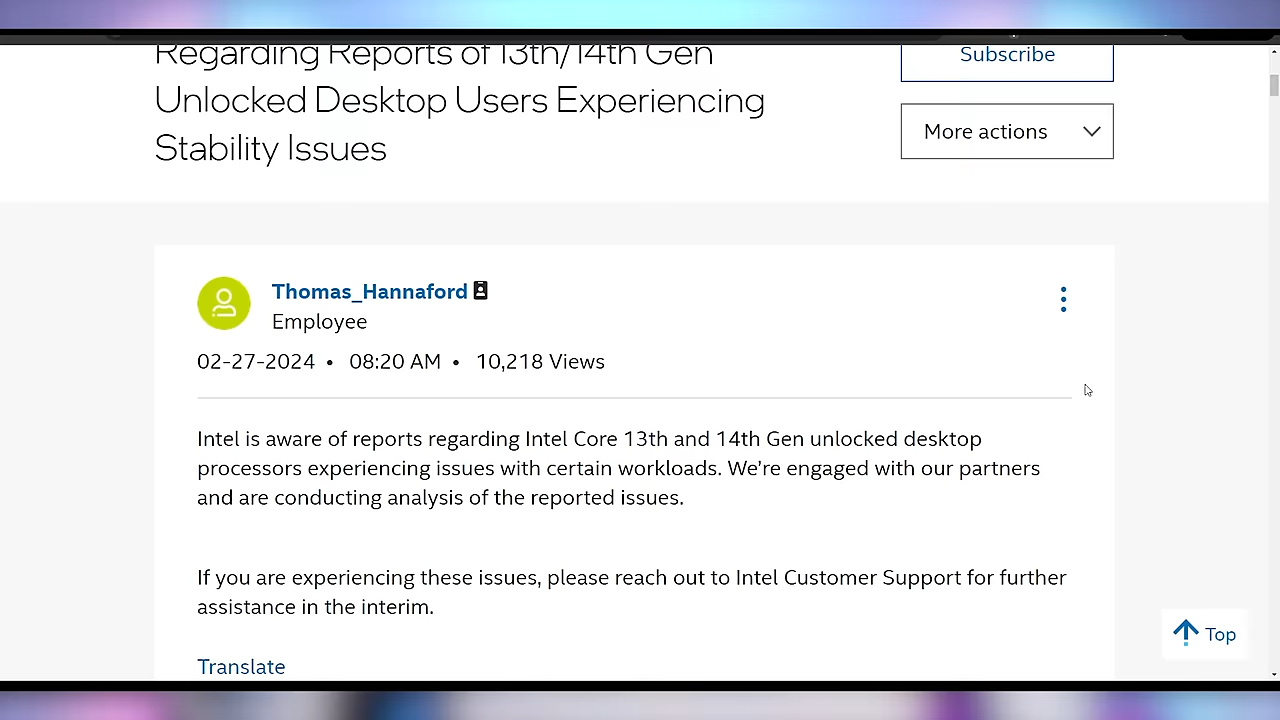 Regarding Reports of 13th/14th Gen
Unlocked Desktop Users Experiencing
Stability Issues
Subscribe
More actions
Thomas_Hannaford
Employee
02-27-2024 • 08:20 AM • 10,218 Views
Intel is aware of reports regarding Intel Core 13th and 14th Gen unlocked desktop
processors experiencing issues with certain workloads. We’re engaged with our partners
and are conducting analysis of the reported issues.
If you are experiencing these issues, please reach out to Intel Customer Support for further
assistance in the interim.
Translate
Top